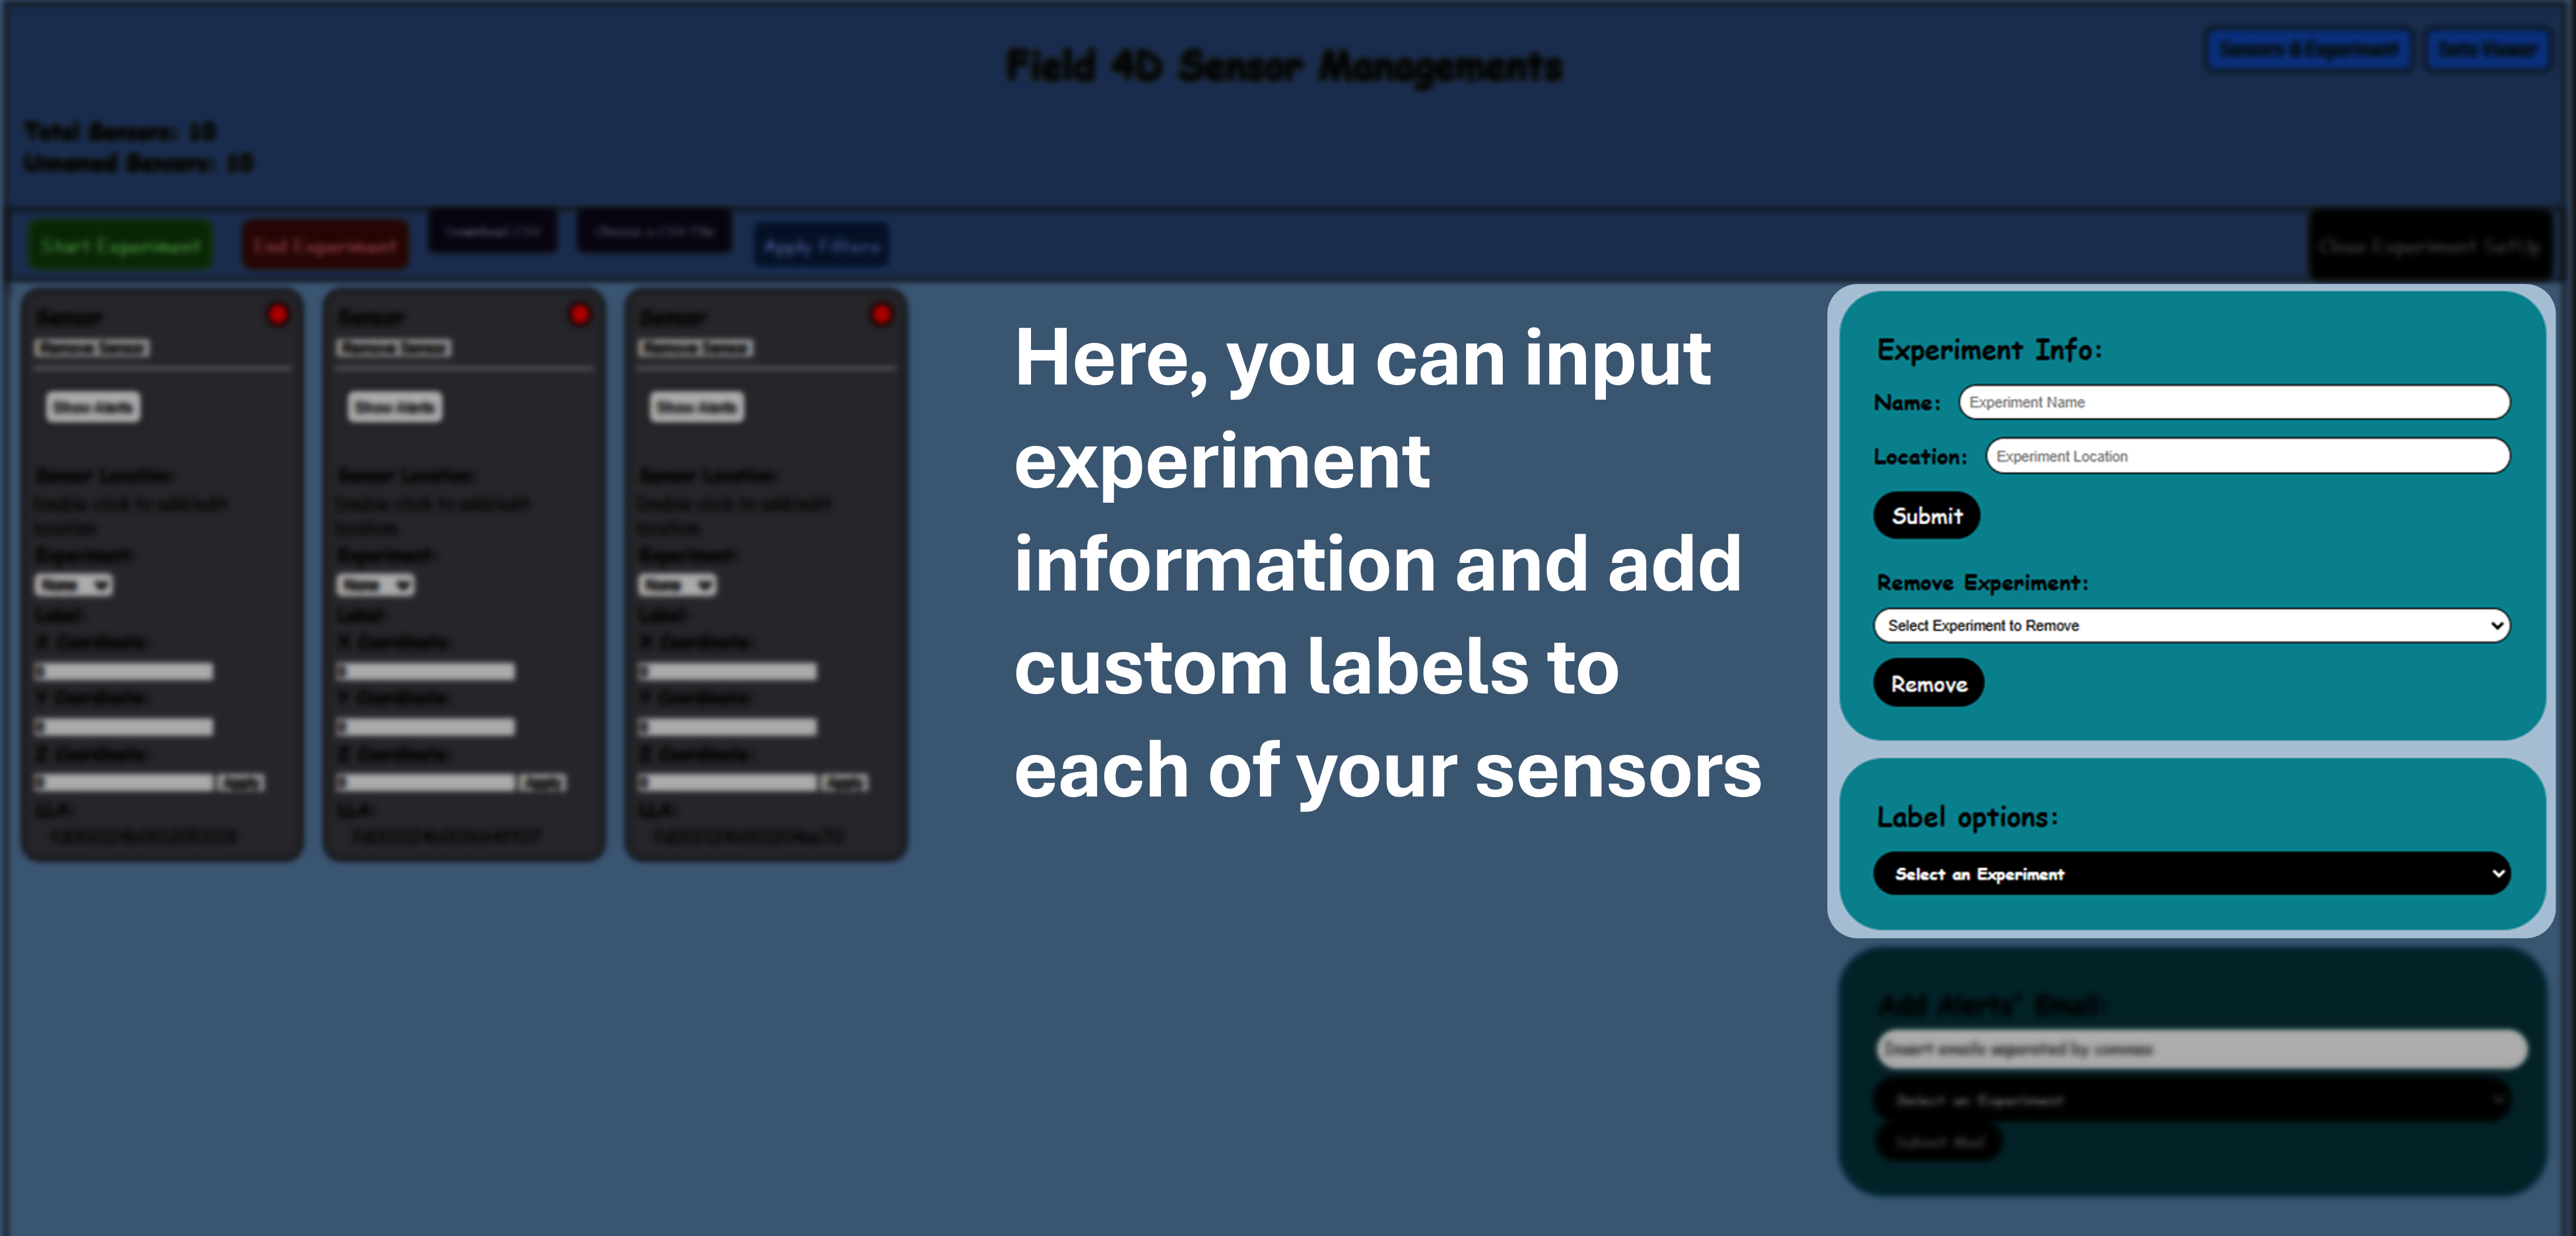 Field 4D Sensor Managements
Sensors & Experiment
Data Viewer
Total Sensors: 10
Unnamed Sensors: 10
Start Experiment
End Experiment
Download CSV
Choose a CSV File
Apply Filters
Close Experiment SetUp
Sensor
Remove Sensor
Show Alerts
Sensor Location:
Double click to add/edit
location
Experiment:
None
Label:
X Coordinate:
Y Coordinate:
Z Coordinate:
Apply
LLA:
Sensor
Remove Sensor
Show Alerts
Sensor Location:
Double click to add/edit
location
Experiment:
None
Label:
X Coordinate:
Y Coordinate:
Z Coordinate:
Apply
LLA:
Sensor
Remove Sensor
Show Alerts
Sensor Location:
Double click to add/edit
location
Experiment:
None
Label:
X Coordinate:
Y Coordinate:
Z Coordinate:
Apply
LLA:
Here, you can input
experiment
information and add
custom labels to
each of your sensors
Experiment Info:
Name: Experiment Name
Location: Experiment Location
Submit
Remove Experiment:
Select Experiment to Remove
Remove
Label options:
Select an Experiment
Add Alerts' Email:
Insert emails separated by commas
Select an Experiment
Submit Mail